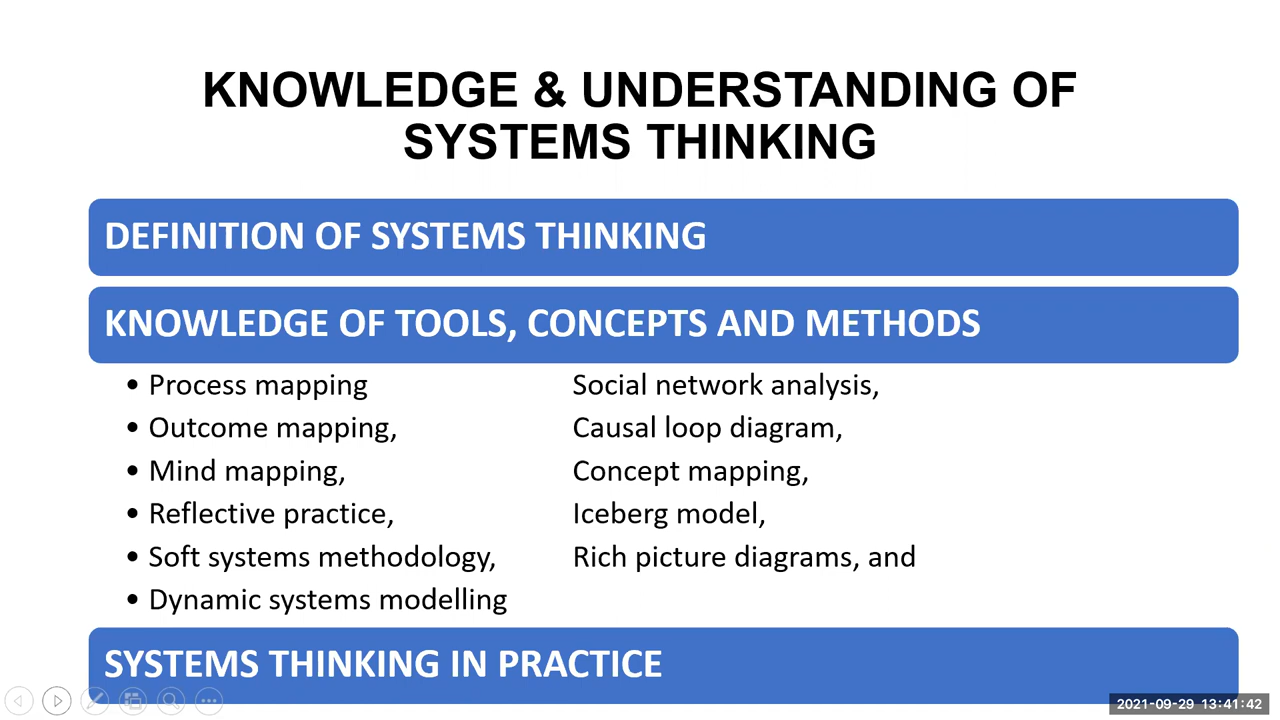 KNOWLEDGE & UNDERSTANDING OF
SYSTEMS THINKING
DEFINITION OF SYSTEMS THINKING
KNOWLEDGE OF TOOLS, CONCEPTS AND METHODS
• Process mapping Social network analysis,
• Outcome mapping, Causal loop diagram,
• Mind mapping, Concept mapping,
• Reflective practice, Iceberg model,
• Soft systems methodology, Rich picture diagrams, and
• Dynamic systems modelling
SYSTEMS THINKING IN PRACTICE
2021-09-29 13:41:42